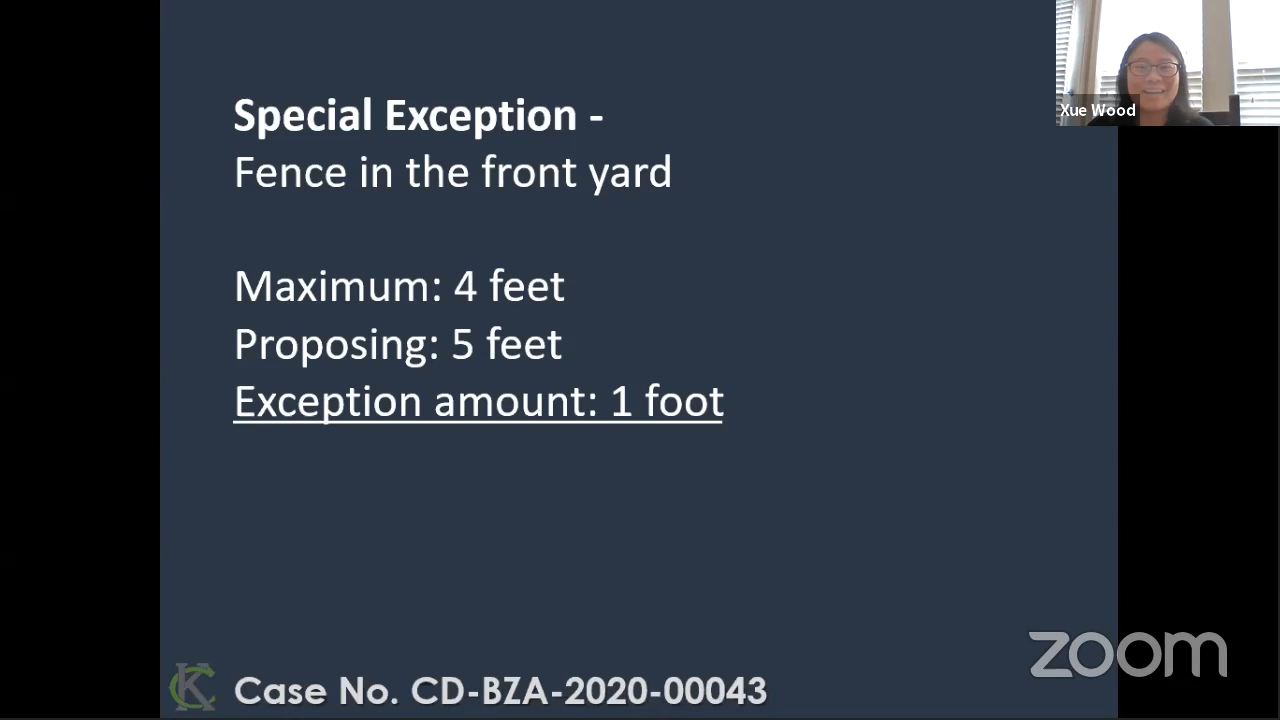 Special Exception -
Fence in the front yard
Maximum: 4 feet
Proposing: 5 feet
Exception amount: 1 foot
Xue Wood
zoom
KC
Case No. CD-BZA-2020-00043